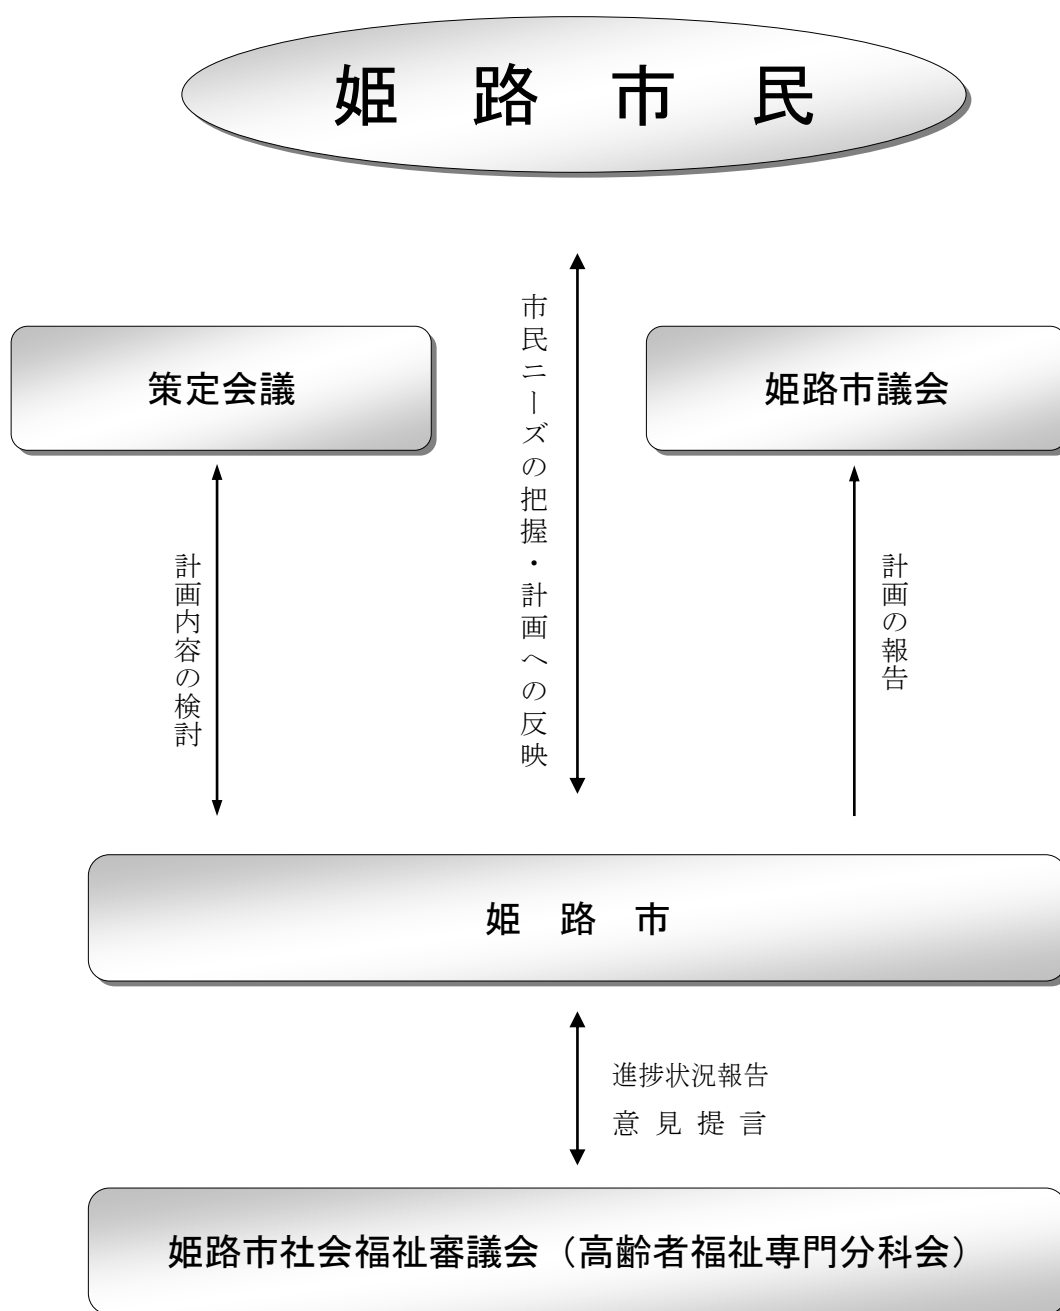 姫　路　市　民
策定会議
市民ニーズの把握・計画への反映
姫路市議会
計画内容の検討
計画の報告
姫　路　市
進捗状況報告
意 見 提 言
姫路市社会福祉審議会（高齢者福祉専門分科会）